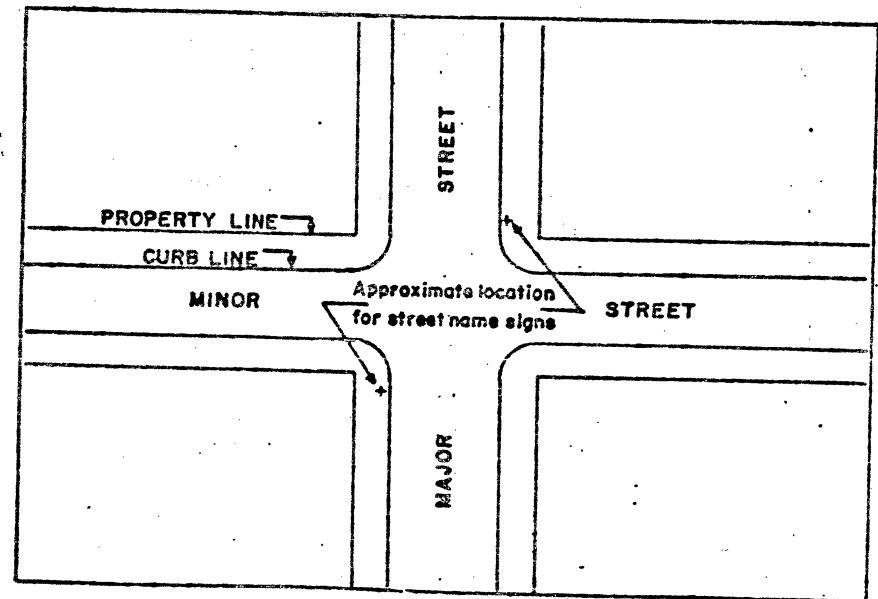 STREET
PROPERTY LINE
CURB LINE
MINOR
Approximate location
for street name signs
STREET
MAJOR